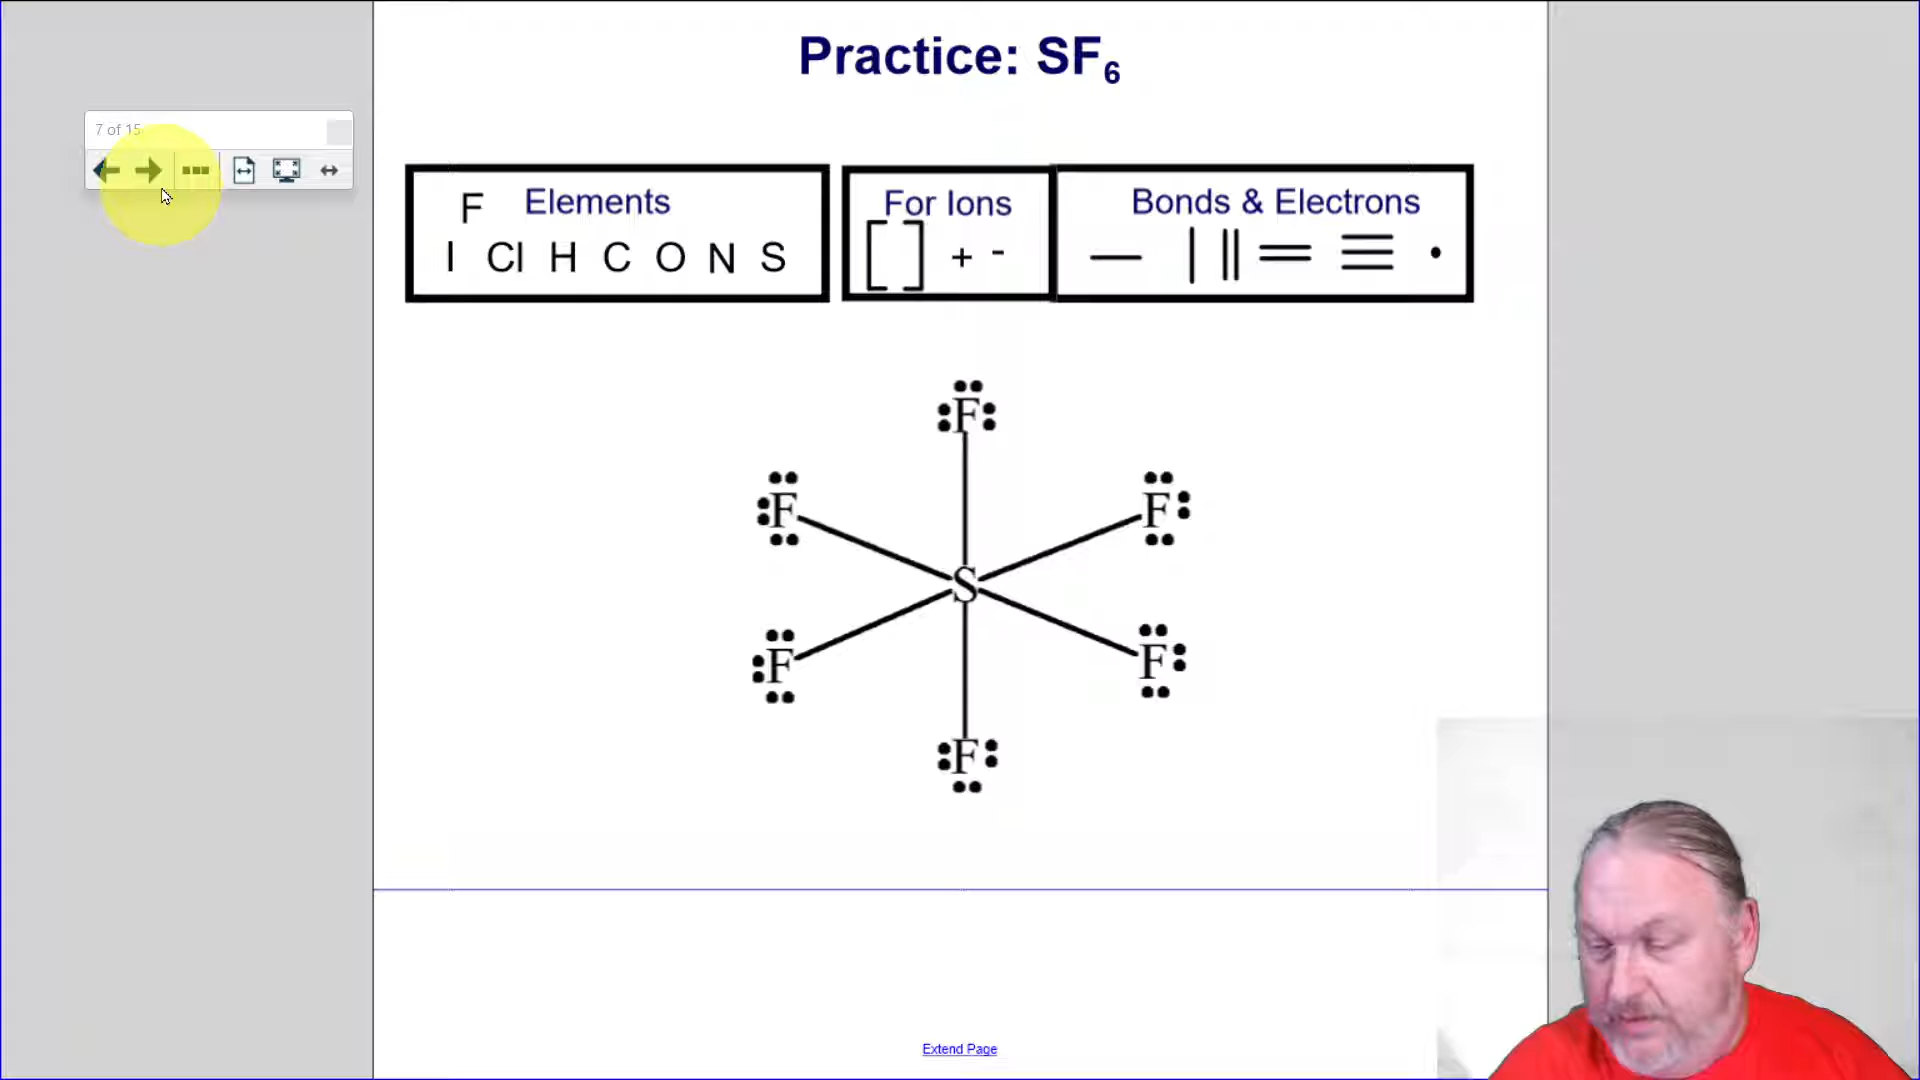 Practice: SF₆
7 of 15
F Elements
I Cl H C O N S
For Ions
[ ] + -
Bonds & Electrons
— | || = ≡ •
F
F F
S
F F
F
Extend Page